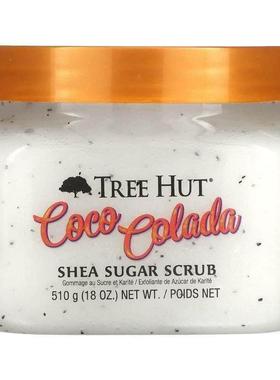 TREE HUT®
Coco Colada
SHEA SUGAR SCRUB
Gommage au Sucre et Karité / Exfoliante de Azúcar de Karité
510 g (18 OZ.) NET WT. / POIDS NET